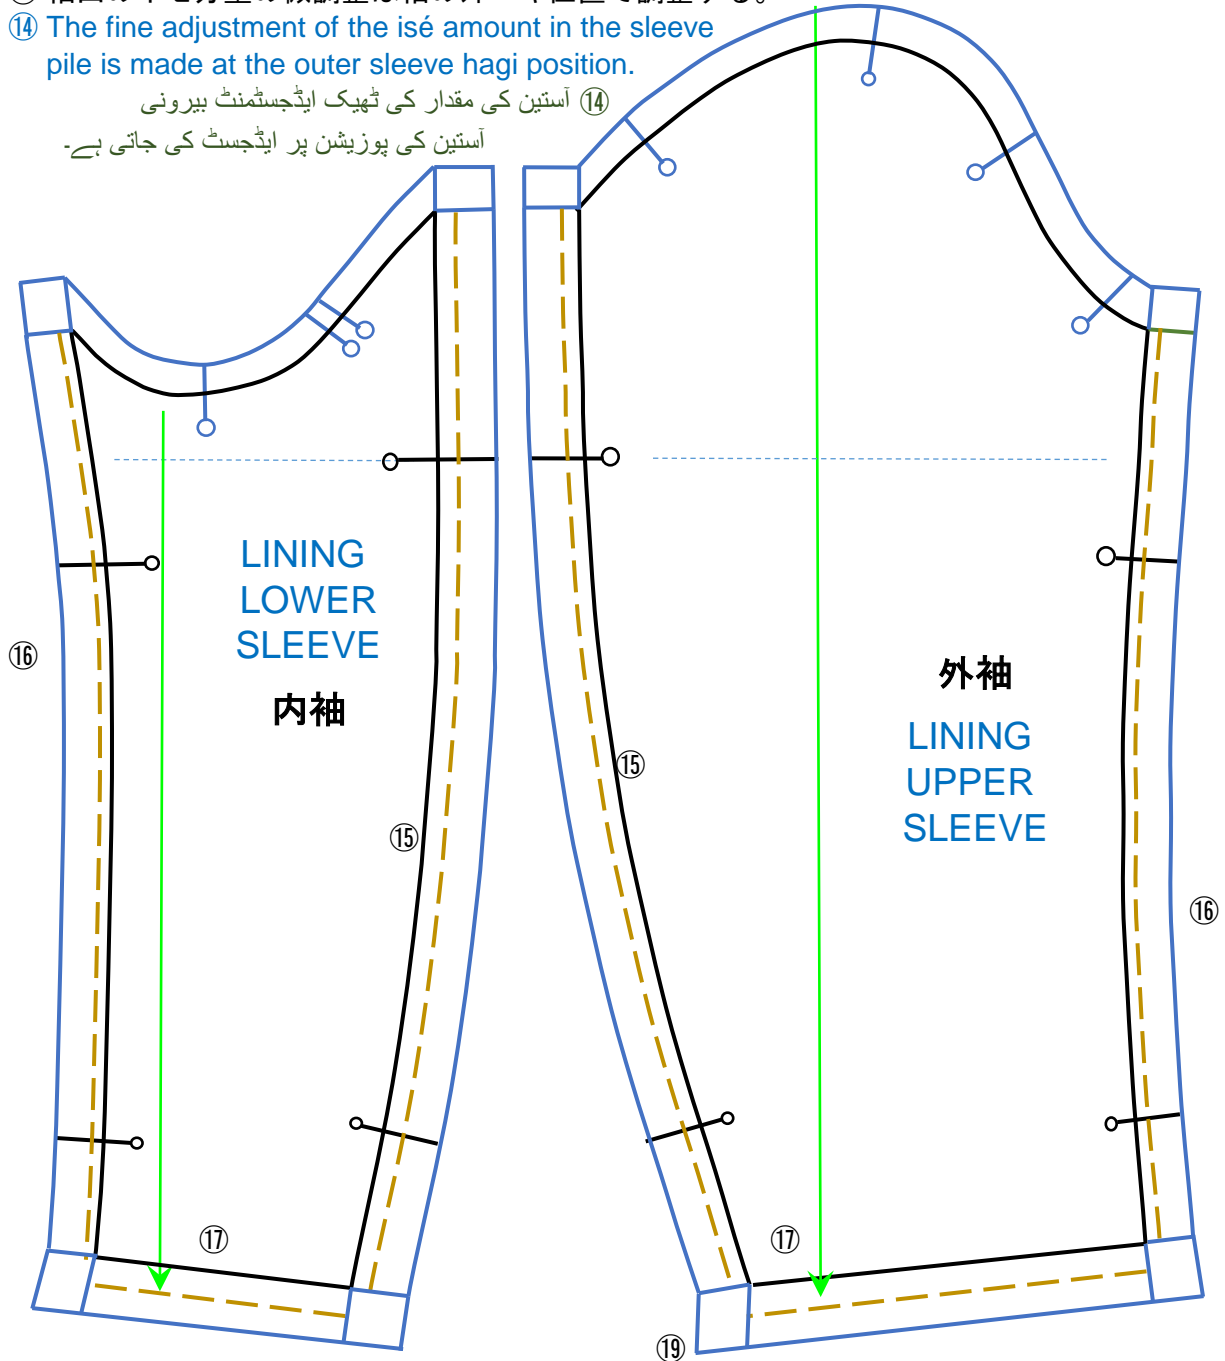 ⑭ The fine adjustment of the isé amount in the sleeve
pile is made at the outer sleeve hagi position.
⑭ آستین کی مقدار کی ٹھیک ایڈجسٹمنٹ بیرونی
آستین کی پوزیشن پر ایڈجسٹ کی جاتی ہے۔
LINING
LOWER
SLEEVE
内袖
⑯
⑮
⑰
外袖
LINING
UPPER
SLEEVE
⑮
⑯
⑰
⑲